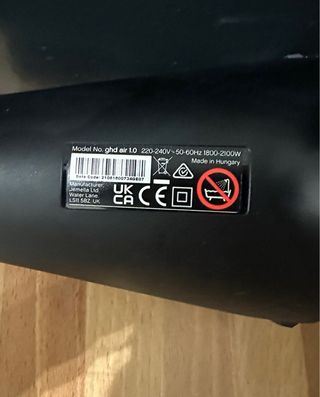 Model No. ghd air 1.0 220-240V~50-60Hz 1800-2100W
Made in Hungary
Manufacturer,
Jemella Ltd.
Water Lane,
LS11 5BZ, UK
UK
CA
CE